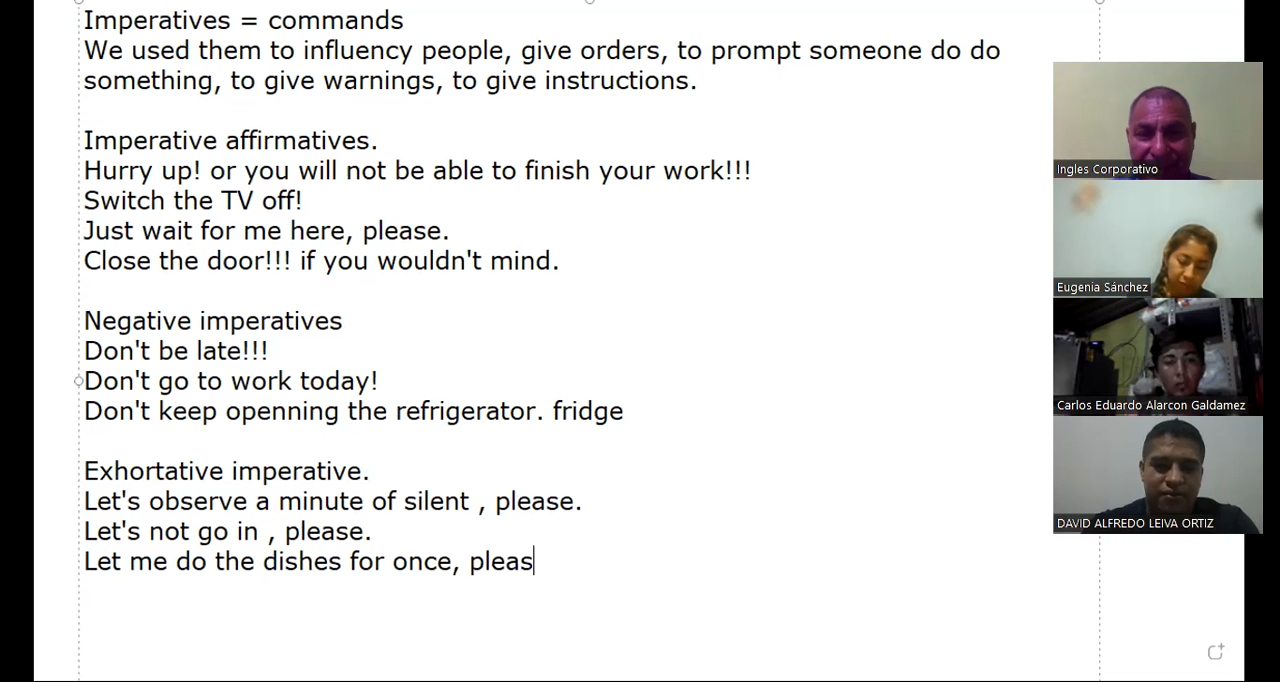 Imperatives = commands
We used them to influency people, give orders, to prompt someone do do
something, to give warnings, to give instructions.
Imperative affirmatives.
Hurry up! or you will not be able to finish your work!!!
Switch the TV off!
Just wait for me here, please.
Close the door!!! if you wouldn't mind.
Negative imperatives
Don't be late!!!
Don't go to work today!
Don't keep openning the refrigerator. fridge
Exhortative imperative.
Let's observe a minute of silent , please.
Let's not go in , please.
Let me do the dishes for once, pleas
Ingles Corporativo
Eugenia Sánchez
Carlos Eduardo Alarcon Galdamez
DAVID ALFREDO LEIVA ORTIZ